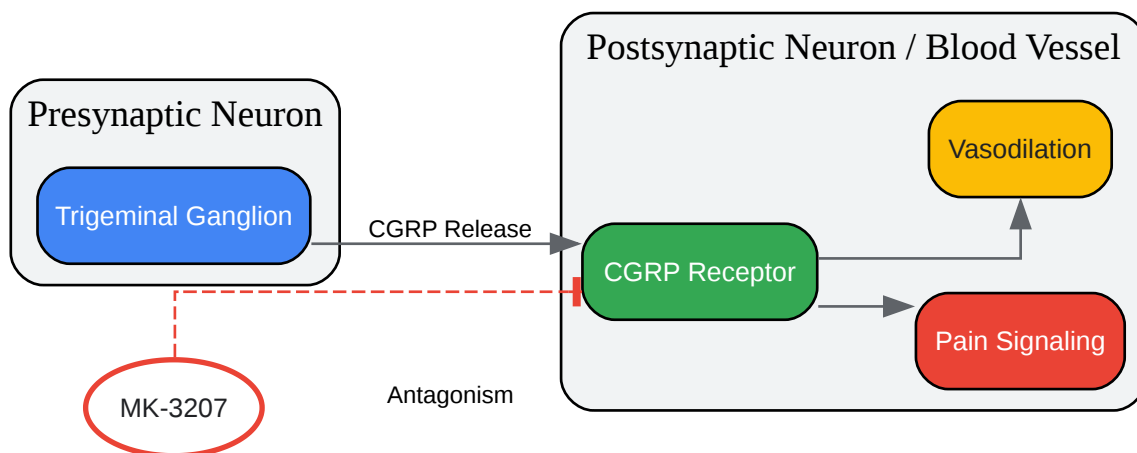 Postsynaptic Neuron / Blood Vessel
Presynaptic Neuron
Vasodilation
Trigeminal Ganglion
CGRP Release
CGRP Receptor
Pain Signaling
MK-3207
Antagonism